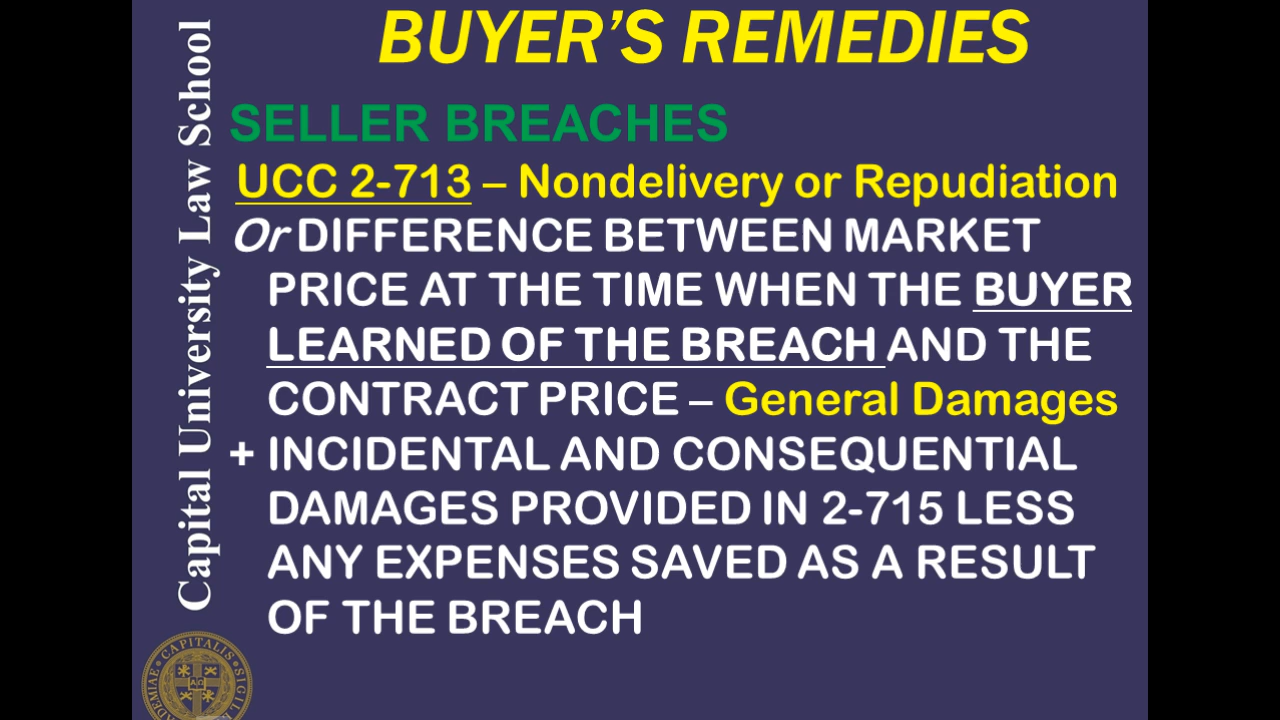 BUYER'S REMEDIES
Capital University Law School
SELLER BREACHES
UCC 2-713 – Nondelivery or Repudiation
Or DIFFERENCE BETWEEN MARKET
PRICE AT THE TIME WHEN THE BUYER
LEARNED OF THE BREACH AND THE
CONTRACT PRICE – General Damages
+ INCIDENTAL AND CONSEQUENTIAL
DAMAGES PROVIDED IN 2-715 LESS
ANY EXPENSES SAVED AS A RESULT
OF THE BREACH
CAPITALIS